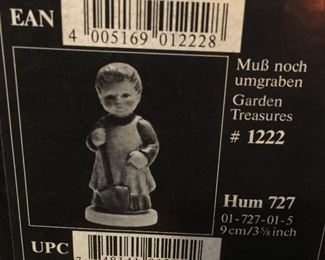 EAN
4 005169 012228
Muß noch
umgraben
Garden
Treasures
# 1222
Hum 727
01-727-01-5
9 cm/3⅝ inch
UPC